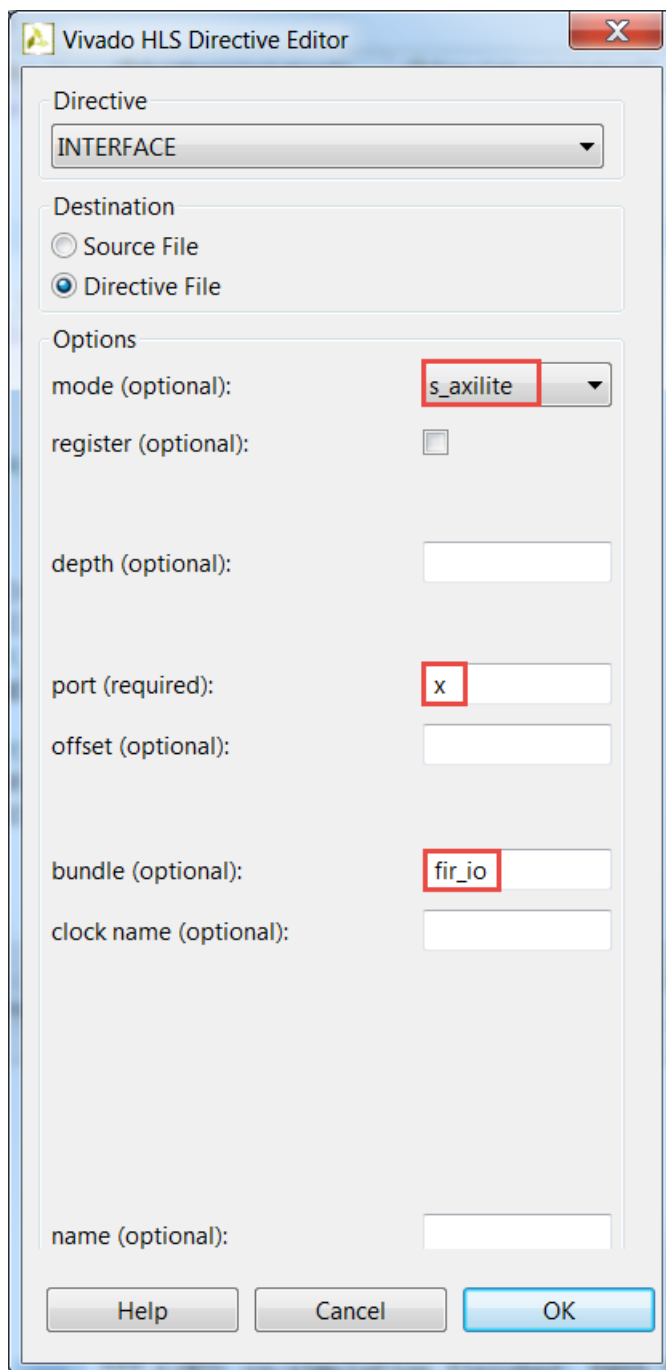 Vivado HLS Directive Editor
Directive
INTERFACE
Destination
Source File
Directive File
Options
mode (optional): s_axilite
register (optional):
depth (optional):
port (required): x
offset (optional):
bundle (optional): fir_io
clock name (optional):
name (optional):
Help Cancel OK